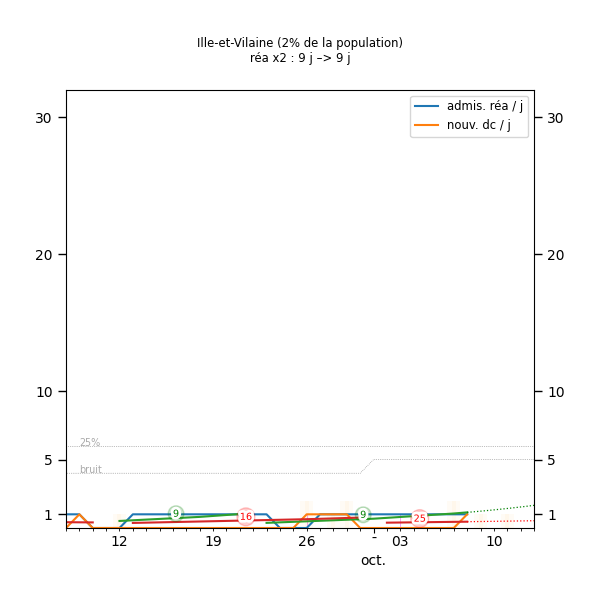 Ille-et-Vilaine (2% de la population)
réa x2 : 9 j –> 9 j
admis. réa / j
nouv. dc / j
30 30
20 20
10 10
5 5
1 1
25%
bruit
9 16 9 25
12 19 26 - 03 10
oct.